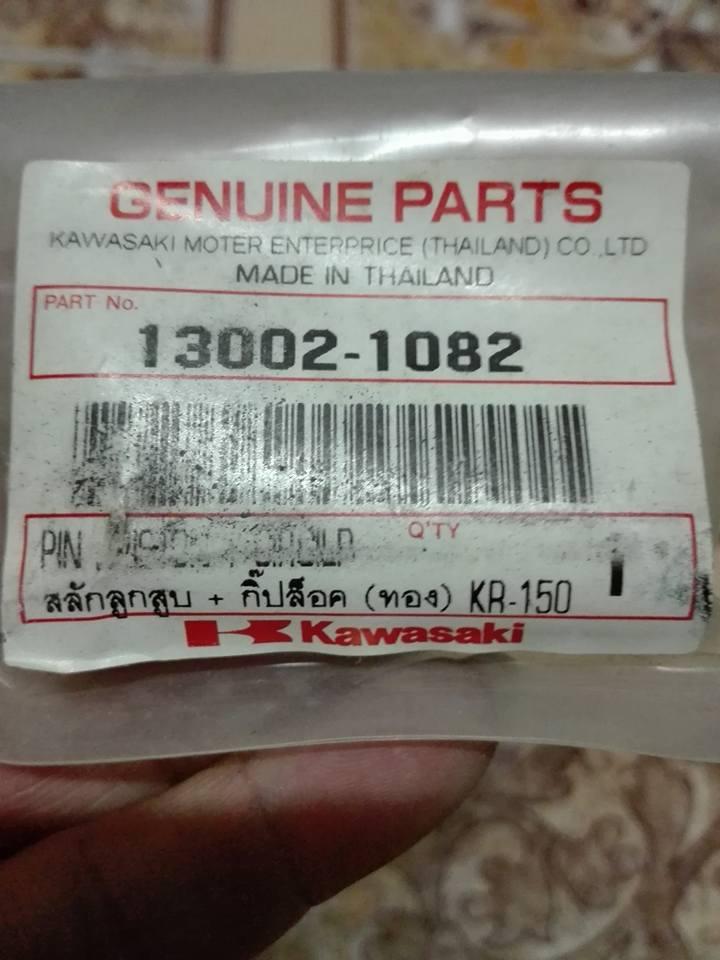 GENUINE PARTS
KAWASAKI MOTER ENTERPRICE (THAILAND) CO.,LTD
MADE IN THAILAND
PART No.
13002-1082
PIN
Q'TY
1
สลักลูกสูบ + กิ๊ปล็อค (ทอง) KR-150
Kawasaki